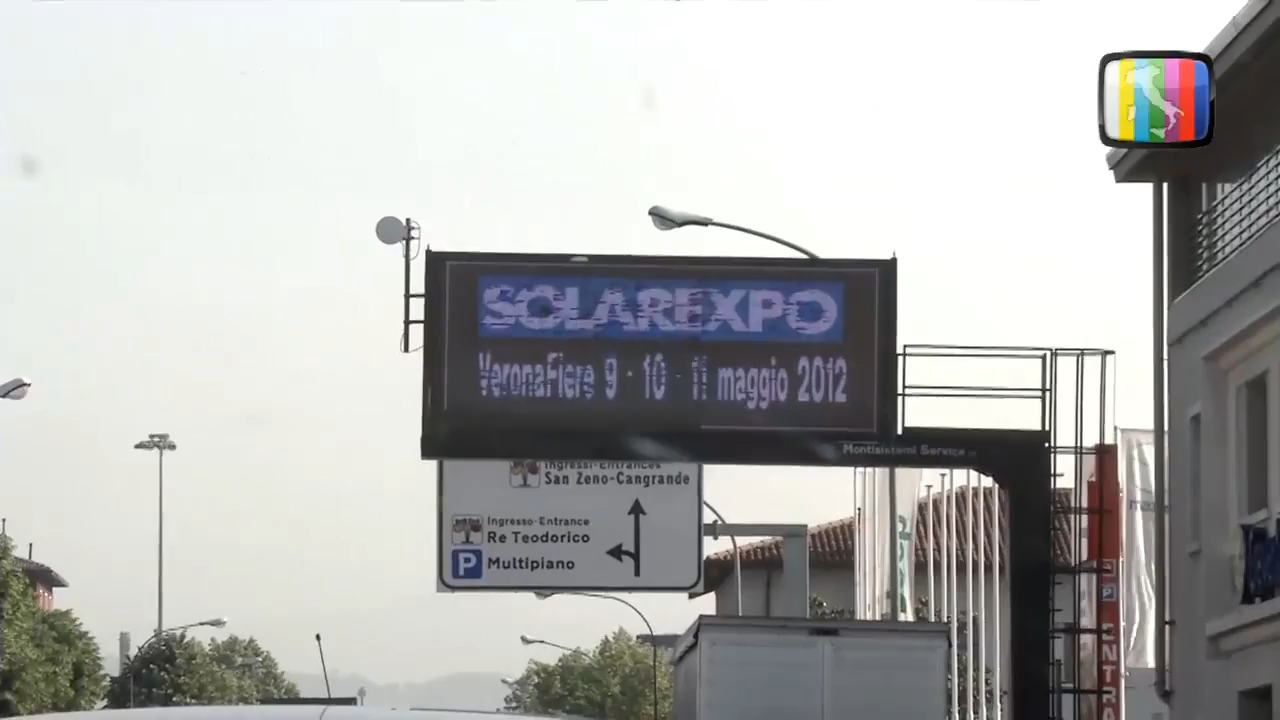 SOLAREXPO
VeronaFiere 9 - 10 - 11 maggio 2012
Montisistemi Service
Ingressi-Entrances
San Zeno-Cangrande
Ingresso-Entrance
Re Teodorico
P Multipiano
P
ENTRA